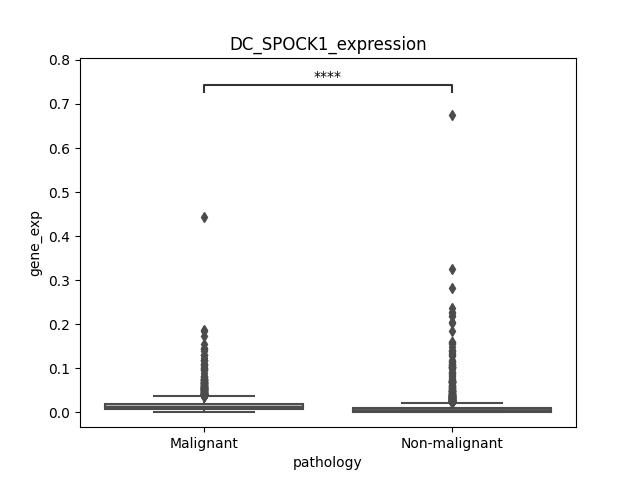 DC_SPOCK1_expression
****
0.8
0.7
0.6
0.5
0.4
0.3
0.2
0.1
0.0
gene_exp
Malignant Non-malignant
pathology